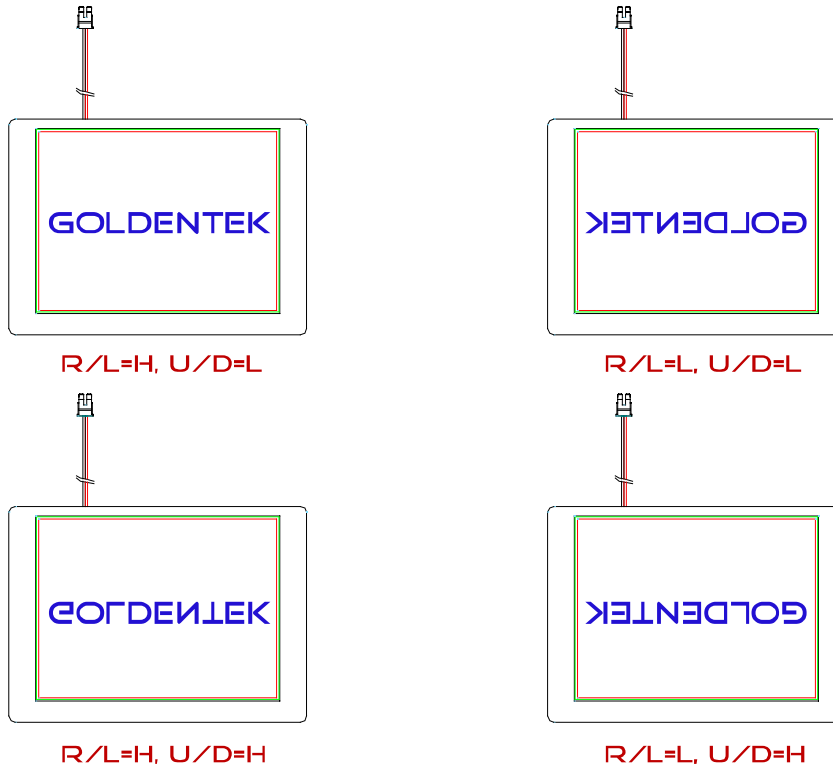 GOLDENTEK
GOLDENTEK
R/L=H, U/D=L
R/L=L, U/D=L
GOLDENTEK
GOLDENTEK
R/L=H, U/D=H
R/L=L, U/D=H